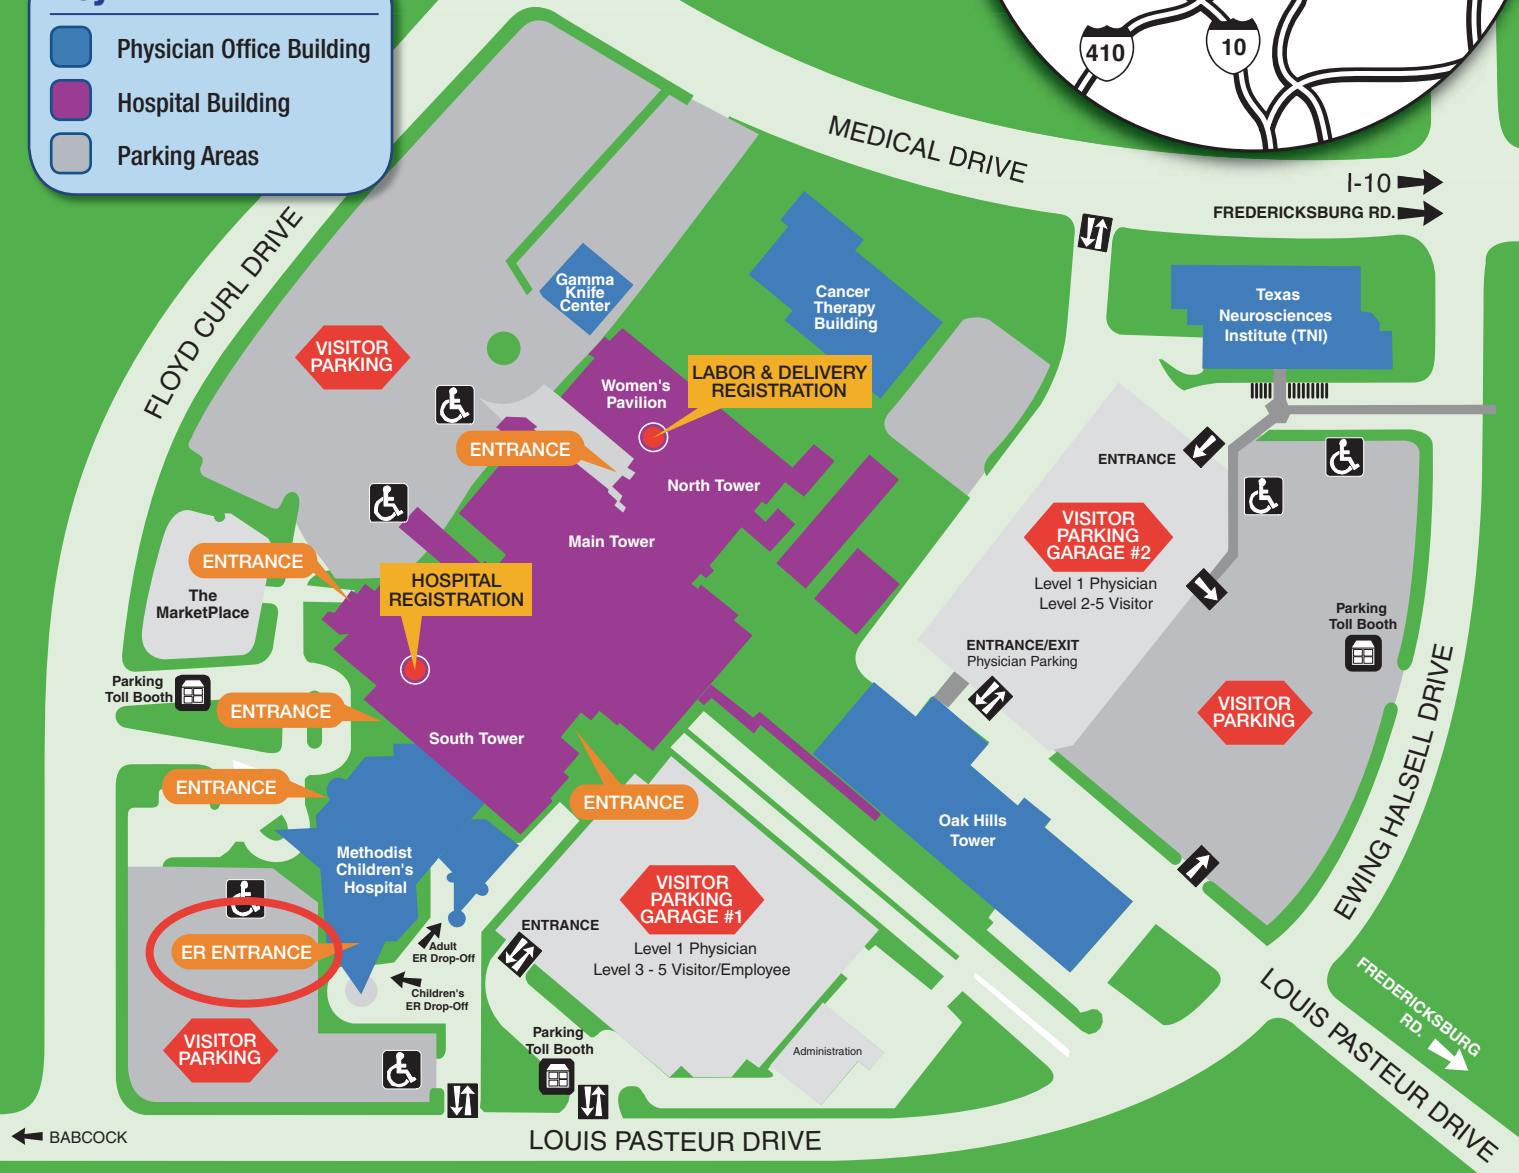 Physician Office Building
Hospital Building
Parking Areas
410
10
MEDICAL DRIVE
I-10
FREDERICKSBURG RD.
FLOYD CURL DRIVE
Gamma
Knife
Center
Cancer
Therapy
Building
Texas
Neurosciences
Institute (TNI)
VISITOR
PARKING
Women's
Pavilion
LABOR & DELIVERY
REGISTRATION
ENTRANCE
North Tower
Main Tower
ENTRANCE
VISITOR
PARKING
GARAGE #2
Level 1 Physician
Level 2-5 Visitor
ENTRANCE
The
MarketPlace
HOSPITAL
REGISTRATION
Parking
Toll Booth
ENTRANCE/EXIT
Physician Parking
Parking
Toll Booth
ENTRANCE
VISITOR
PARKING
South Tower
ENTRANCE
ENTRANCE
EWING HALSELL DRIVE
Oak Hills
Tower
Methodist
Children's
Hospital
VISITOR
PARKING
GARAGE #1
Level 1 Physician
Level 3 - 5 Visitor/Employee
ENTRANCE
ER ENTRANCE
Adult
ER Drop-Off
Children's
ER Drop-Off
VISITOR
PARKING
Parking
Toll Booth
Administration
FREDERICKSBURG
RD.
LOUIS PASTEUR DRIVE
BABCOCK
LOUIS PASTEUR DRIVE